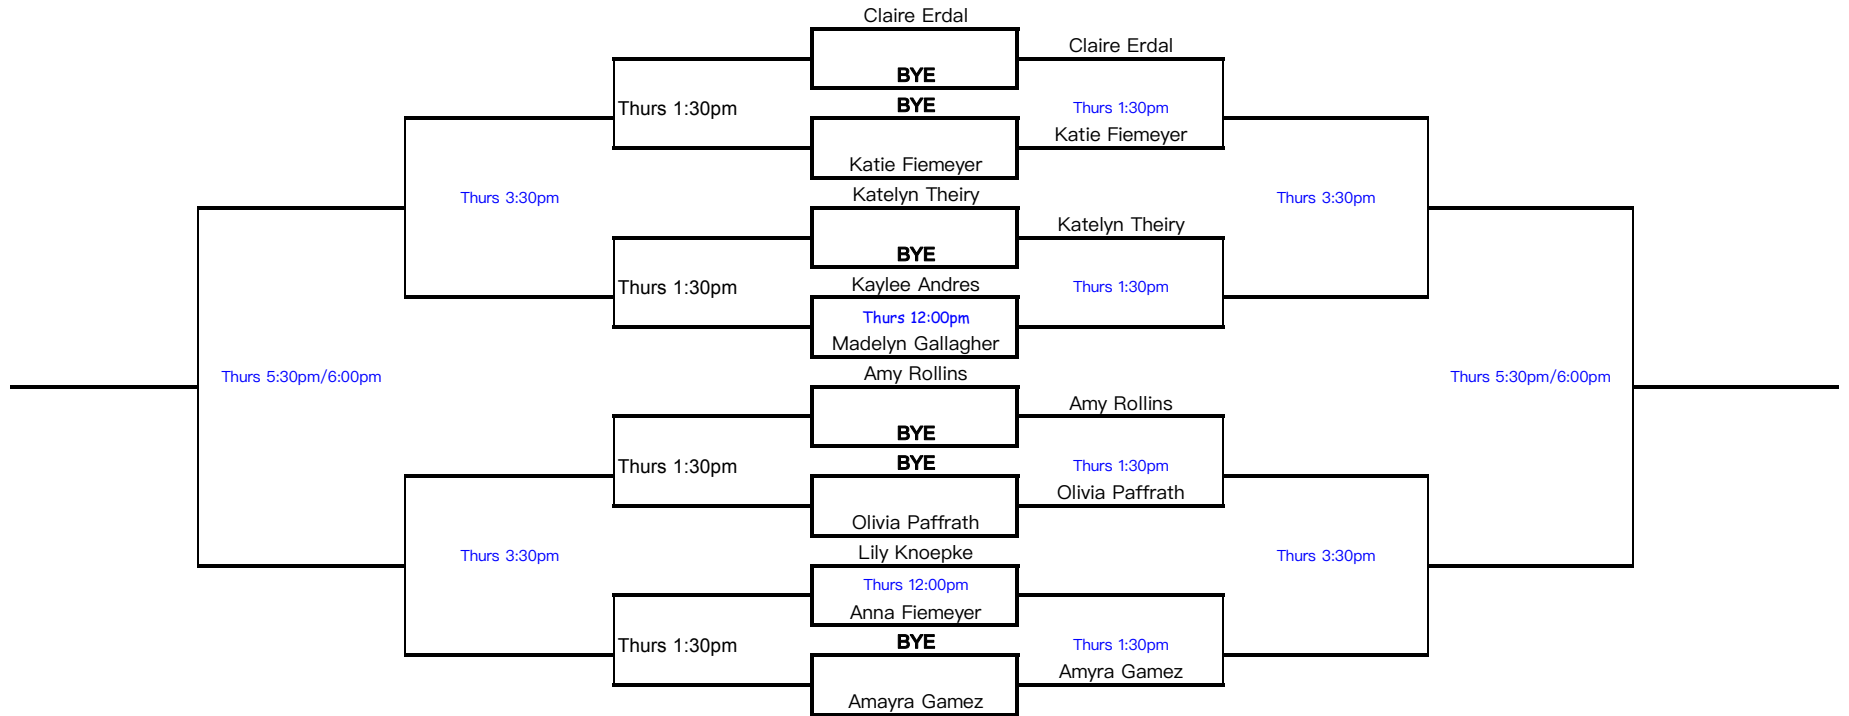 Claire Erdal
Claire Erdal
BYE
BYE
Thurs 1:30pm
Thurs 1:30pm
Katie Fiemeyer
Katie Fiemeyer
Katelyn Theiry
Thurs 3:30pm
Thurs 3:30pm
Katelyn Theiry
BYE
Kaylee Andres
Thurs 1:30pm
Thurs 1:30pm
Thurs 12:00pm
Madelyn Gallagher
Amy Rollins
Thurs 5:30pm/6:00pm
Thurs 5:30pm/6:00pm
Amy Rollins
BYE
BYE
Thurs 1:30pm
Thurs 1:30pm
Olivia Paffrath
Olivia Paffrath
Lily Knoepke
Thurs 3:30pm
Thurs 3:30pm
Thurs 12:00pm
Anna Fiemeyer
BYE
Thurs 1:30pm
Thurs 1:30pm
Amyra Gamez
Amayra Gamez